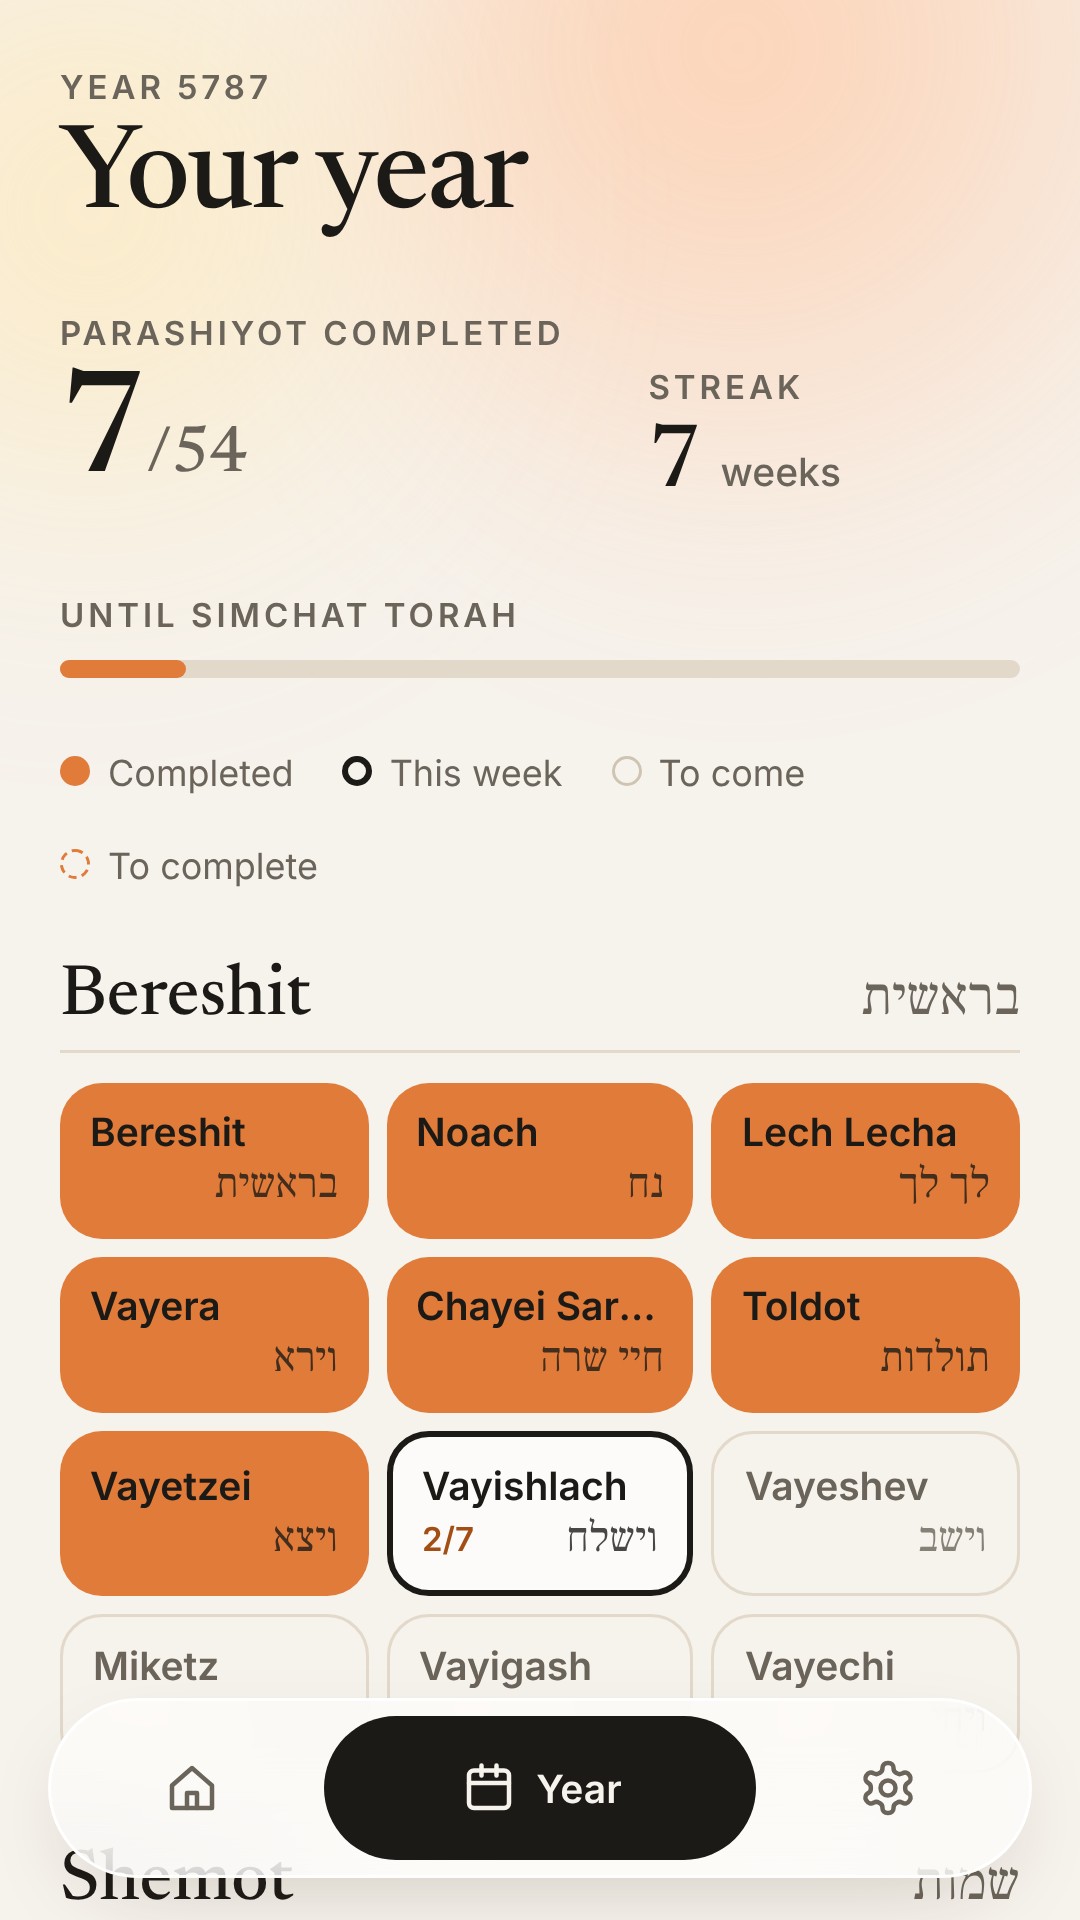 YEAR 5787
Your year
PARASHIYOT COMPLETED
7/54
STREAK
7 weeks
UNTIL SIMCHAT TORAH
Completed
This week
To come
To complete
Bereshit
בראשית
Bereshit
בראשית
Noach
נח
Lech Lecha
לך לך
Vayera
וירא
Chayei Sar...
חיי שרה
Toldot
תולדות
Vayetzei
ויצא
Vayishlach
2/7
וישלח
Vayeshev
וישב
Miketz
Vayigash
Vayechi
Year
Shemot
שמות